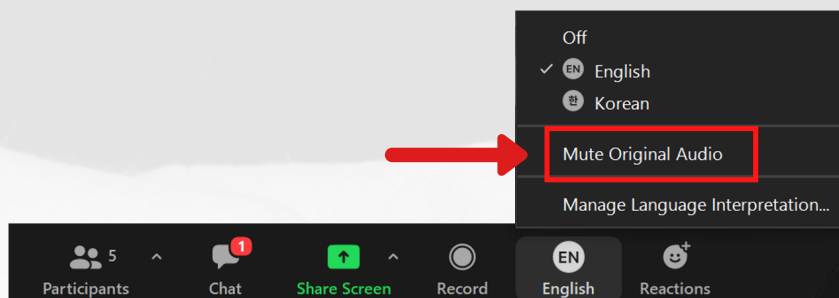 Off
EN English
한 Korean
Mute Original Audio
Manage Language Interpretation...
5
1
EN
Participants
Chat
Share Screen
Record
English
Reactions